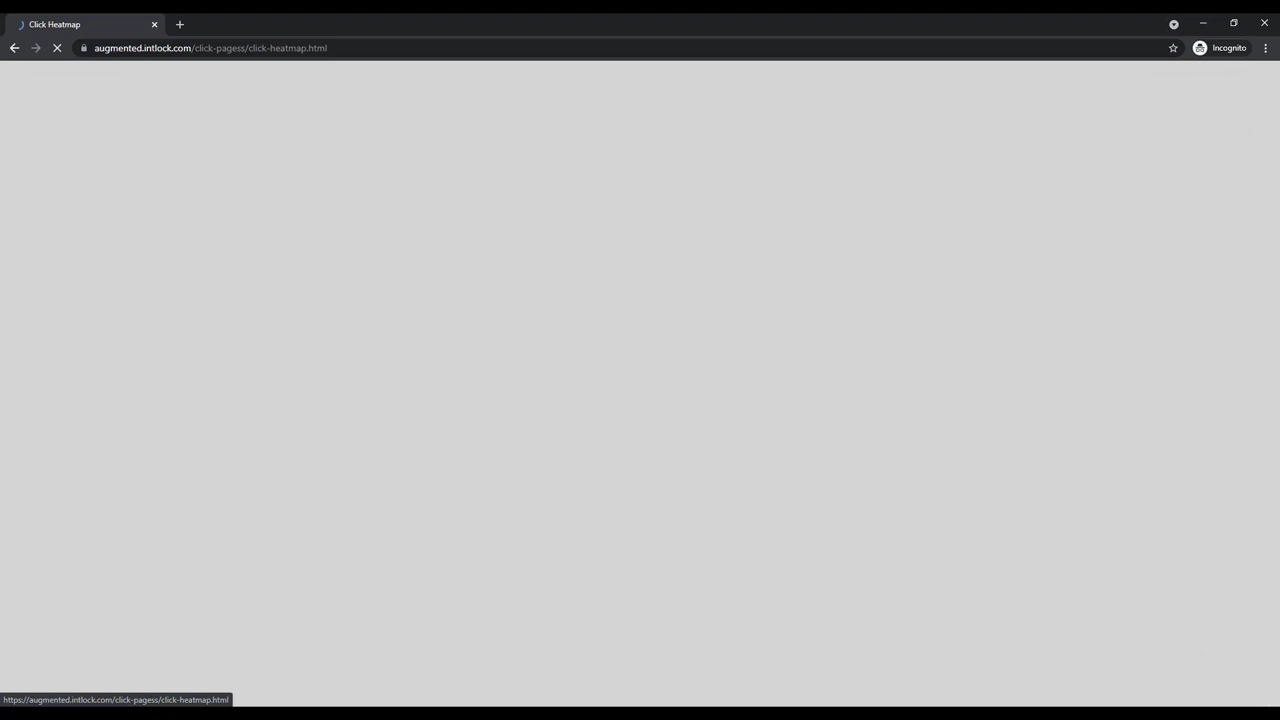 Click Heatmap
augmented.intlock.com/click-pagess/click-heatmap.html
Incognito
https://augmented.intlock.com/click-pagess/click-heatmap.html